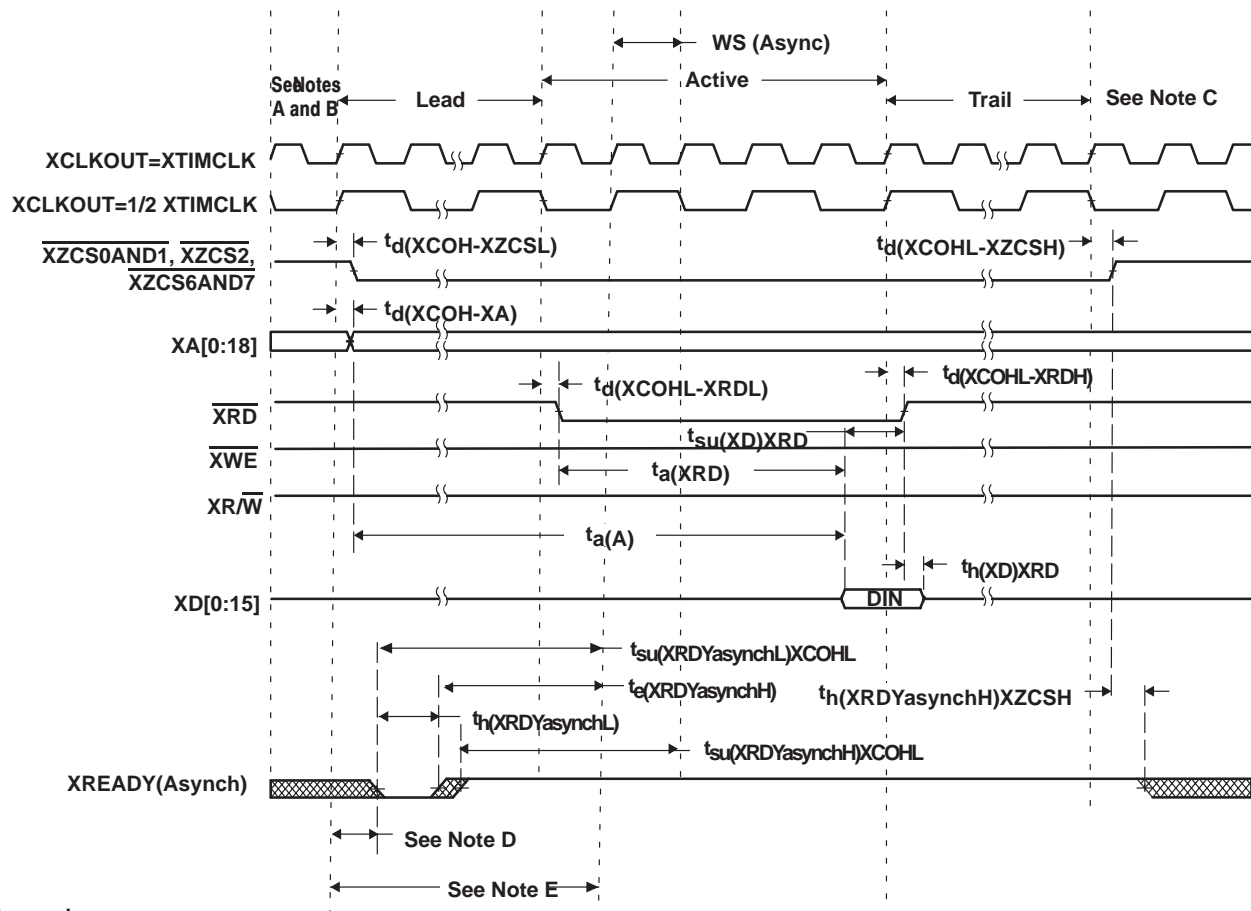 WS (Async)
Active
See Notes
A and B
Lead
Trail
See Note C
XCLKOUT=XTIMCLK
XCLKOUT=1/2 XTIMCLK
td(XCOH-XZCSL)
td(XCOHL-XZCSH)
XZCS0AND1, XZCS2,
XZCS6AND7
td(XCOH-XA)
XA[0:18]
td(XCOHL-XRDL)
td(XCOHL-XRDH)
XRD
tsu(XD)XRD
XWE
ta(XRD)
XR/W
ta(A)
th(XD)XRD
XD[0:15]
DIN
tsu(XRDYasynchL)XCOHL
te(XRDYasynchH)
th(XRDYasynchH)XZCSH
th(XRDYasynchL)
tsu(XRDYasynchH)XCOHL
XREADY(Asynch)
See Note D
See Note E